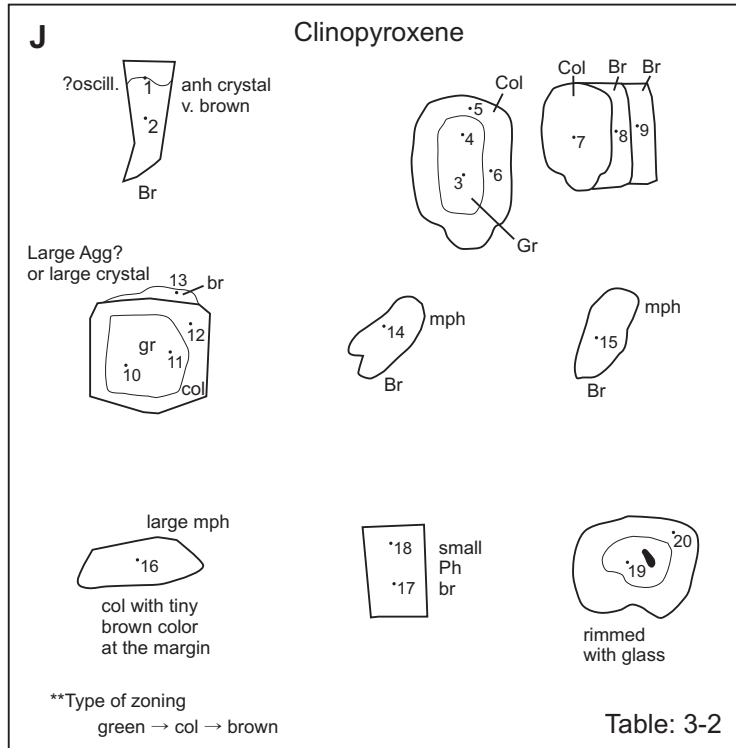 J
Clinopyroxene
?oscill.
1
anh crystal
v. brown
2
Br
Col
5
4
3
6
Gr
Col
Br
Br
7
8
9
Large Agg?
or large crystal
13
br
12
gr
11
10
col
14
mph
Br
15
mph
Br
large mph
16
col with tiny
brown color
at the margin
18
17
small
Ph
br
20
19
rimmed
with glass
**Type of zoning
green → col → brown
Table: 3-2